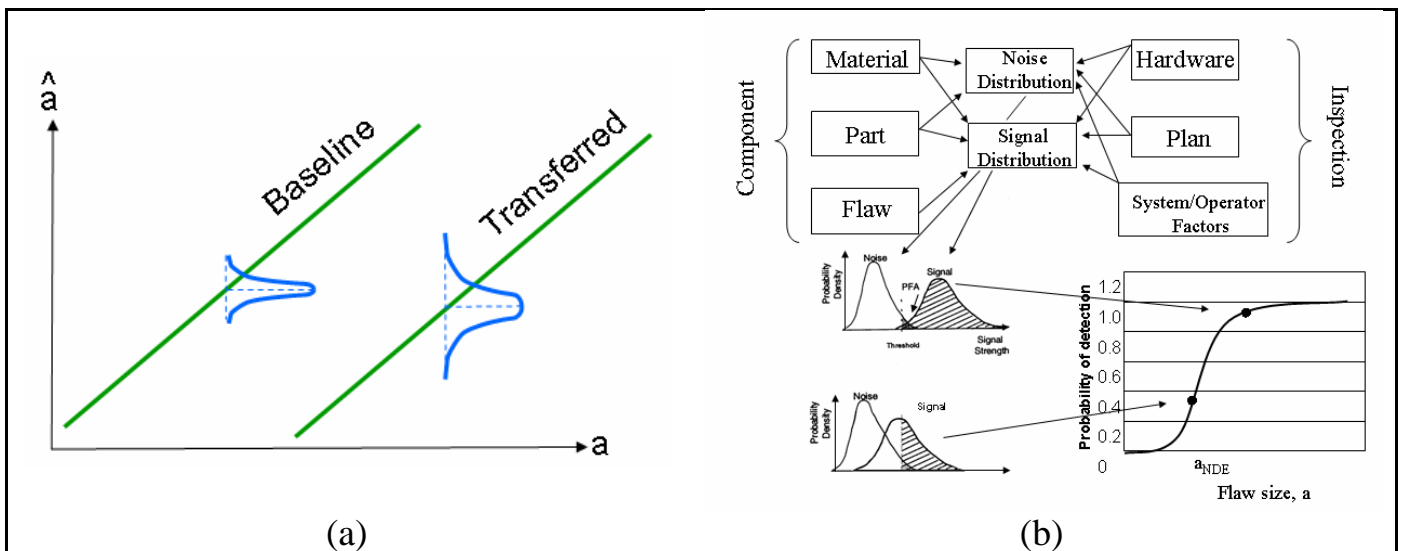 â
Baseline
Transferred
a
(a)
Component
Material
Part
Flaw
Noise
Distribution
Signal
Distribution
Hardware
Plan
System/Operator
Factors
Inspection
Probability
Density
Noise
PFA
Signal
Threshold
Signal
Strength
Probability
Density
Noise
Signal
Probability of detection
1.2
1.0
0.8
0.6
0.4
0.2
0
aNDE
Flaw size, a
(b)